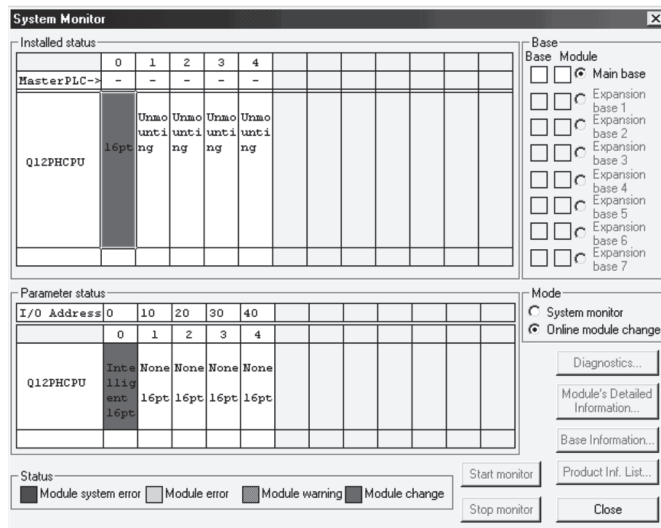 System Monitor
Installed status
0 1 2 3 4
MasterPLC-> - - - - -
Q12PHCPU 16pt Unmo Unmo Unmo Unmo
unti unti unti unti
ng ng ng ng
Parameter status
I/O Address 0 10 20 30 40
0 1 2 3 4
Q12PHCPU Inte None None None None
llig
ent 16pt 16pt 16pt 16pt
16pt
Status
Module system error Module error Module warning Module change
Base
Base Module
Main base
Expansion
base 1
Expansion
base 2
Expansion
base 3
Expansion
base 4
Expansion
base 5
Expansion
base 6
Expansion
base 7
Mode
System monitor
Online module change
Diagnostics...
Module's Detailed
Information...
Base Information...
Start monitor Product Inf. List...
Stop monitor Close